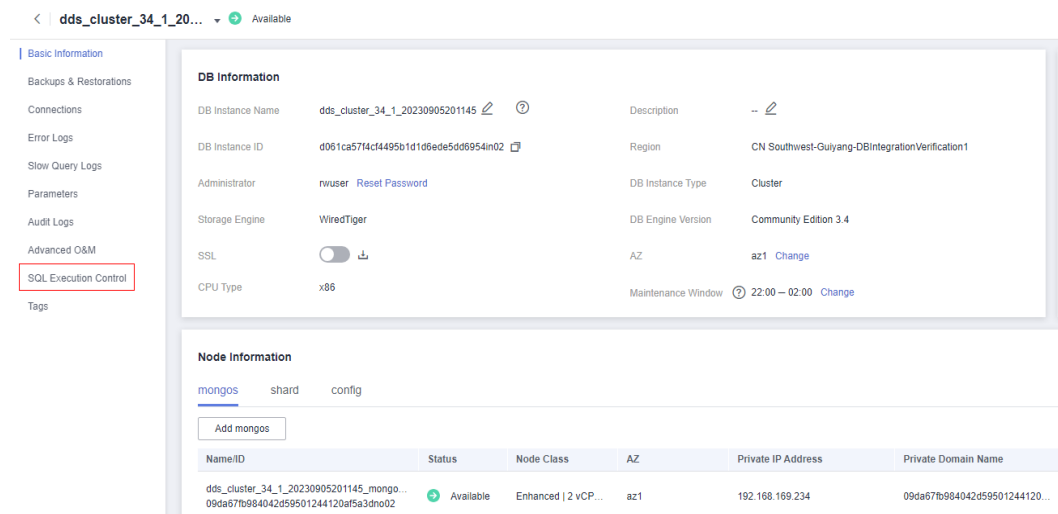 dds_cluster_34_1_20... Available
Basic Information
Backups & Restorations
Connections
Error Logs
Slow Query Logs
Parameters
Audit Logs
Advanced O&M
SQL Execution Control
Tags
DB Information
DB Instance Name dds_cluster_34_1_20230905201145 Description --
DB Instance ID d061ca57f4cf4495b1d1d6ede5dd6954in02 Region CN Southwest-Guiyang-DBIntegrationVerification1
Administrator rwuser Reset Password DB Instance Type Cluster
Storage Engine WiredTiger DB Engine Version Community Edition 3.4
SSL AZ az1 Change
CPU Type x86 Maintenance Window 22:00 — 02:00 Change
Node Information
mongos shard config
Add mongos
Name/ID Status Node Class AZ Private IP Address Private Domain Name
dds_cluster_34_1_20230905201145_mongo...
09da67fb984042d59501244120af5a3dno02 Available Enhanced | 2 vCP... az1 192.168.169.234 09da67fb984042d59501244120...